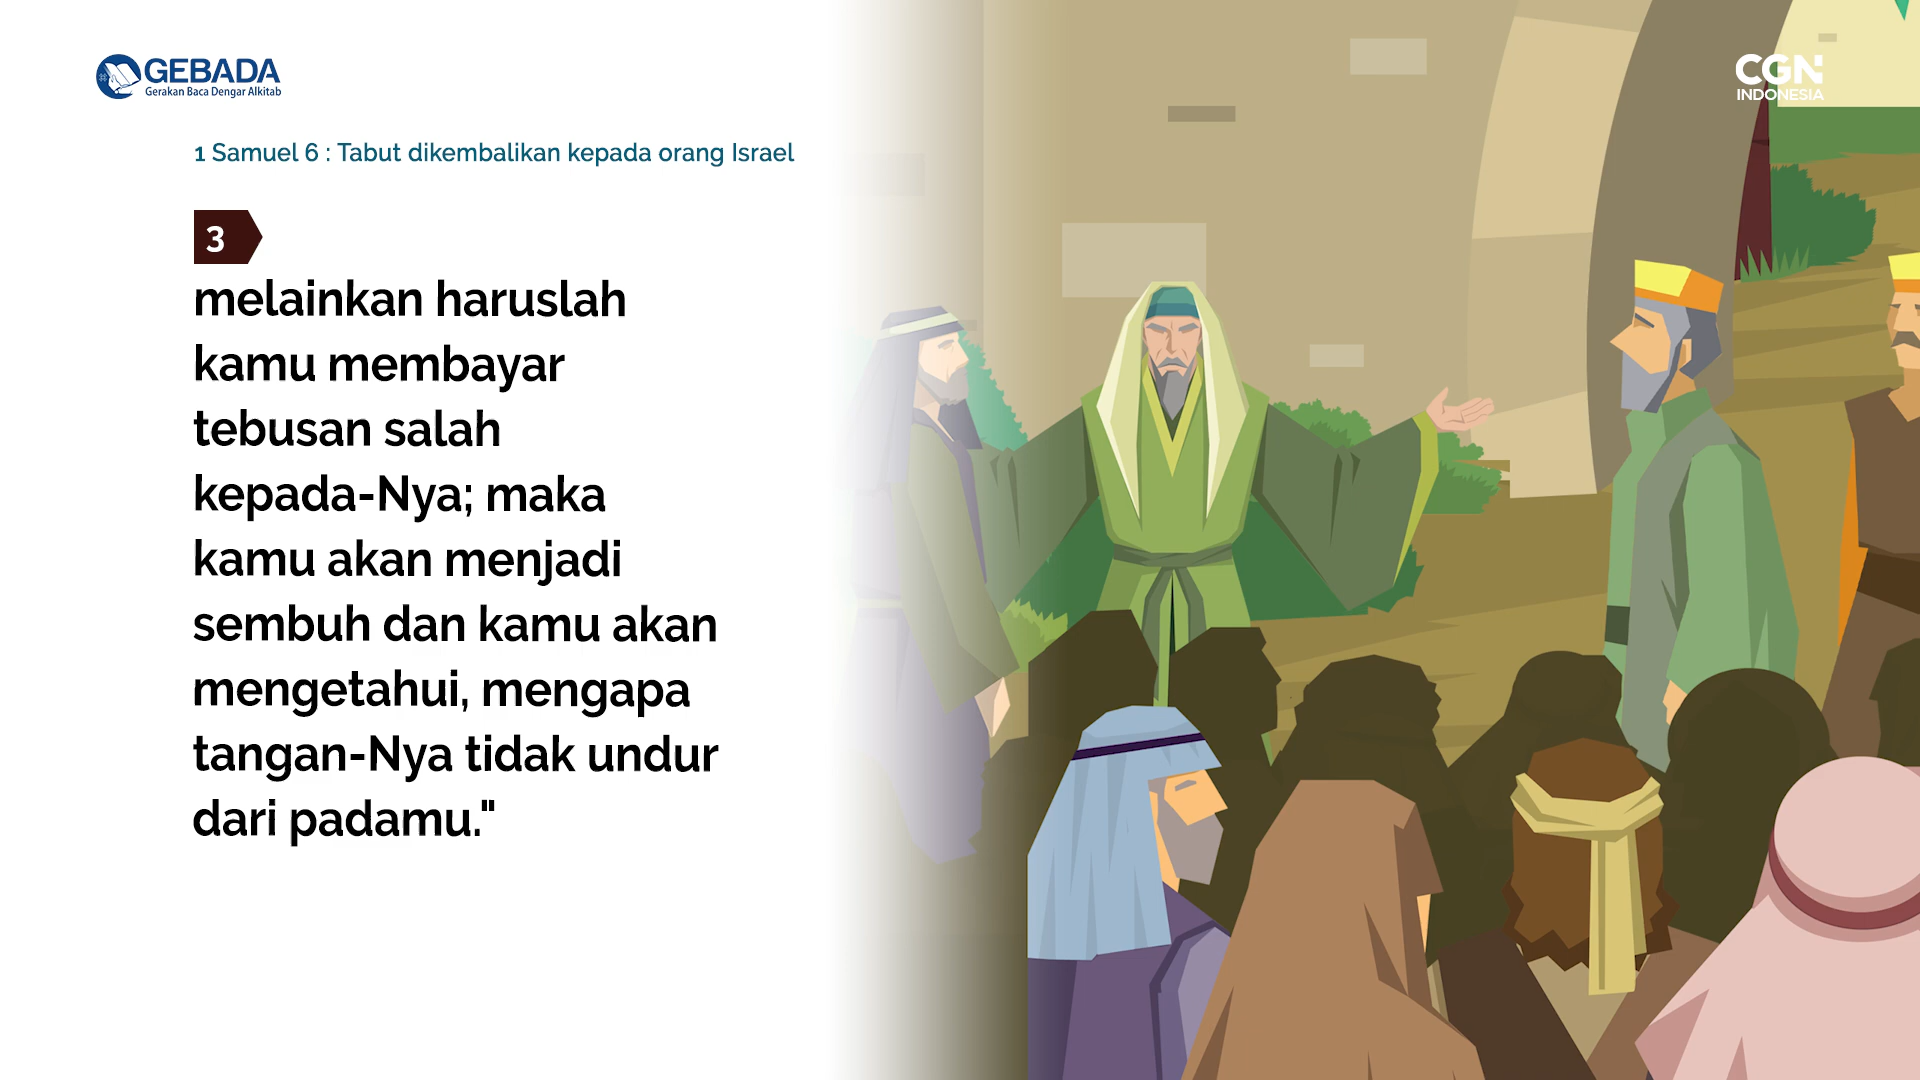 GEBADA
Gerakan Baca Dengar Alkitab
CGN
INDONESIA
1 Samuel 6 : Tabut dikembalikan kepada orang Israel
3
melainkan haruslah
kamu membayar
tebusan salah
kepada-Nya; maka
kamu akan menjadi
sembuh dan kamu akan
mengetahui, mengapa
tangan-Nya tidak undur
dari padamu."